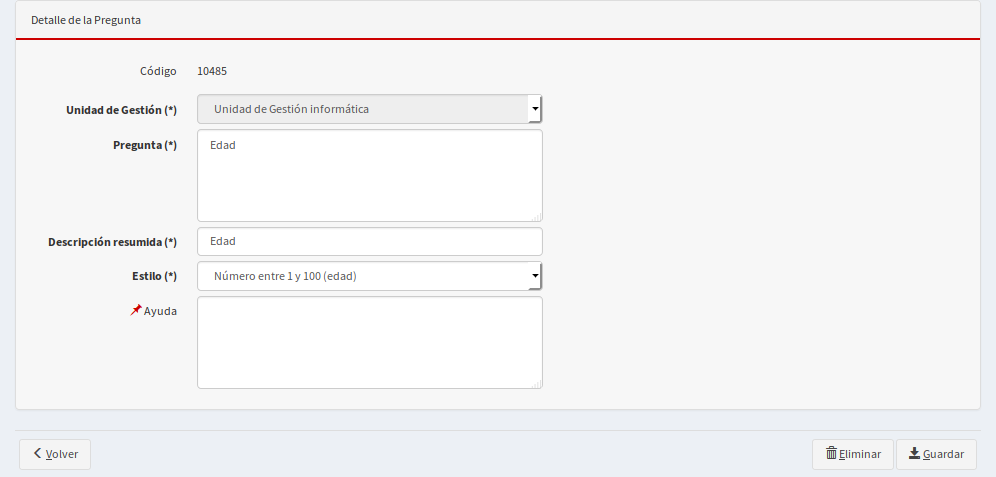 Detalle de la Pregunta
Código 10485
Unidad de Gestión (*) Unidad de Gestión informática
Pregunta (*) Edad
Descripción resumida (*) Edad
Estilo (*) Número entre 1 y 100 (edad)
Ayuda
Volver Eliminar Guardar